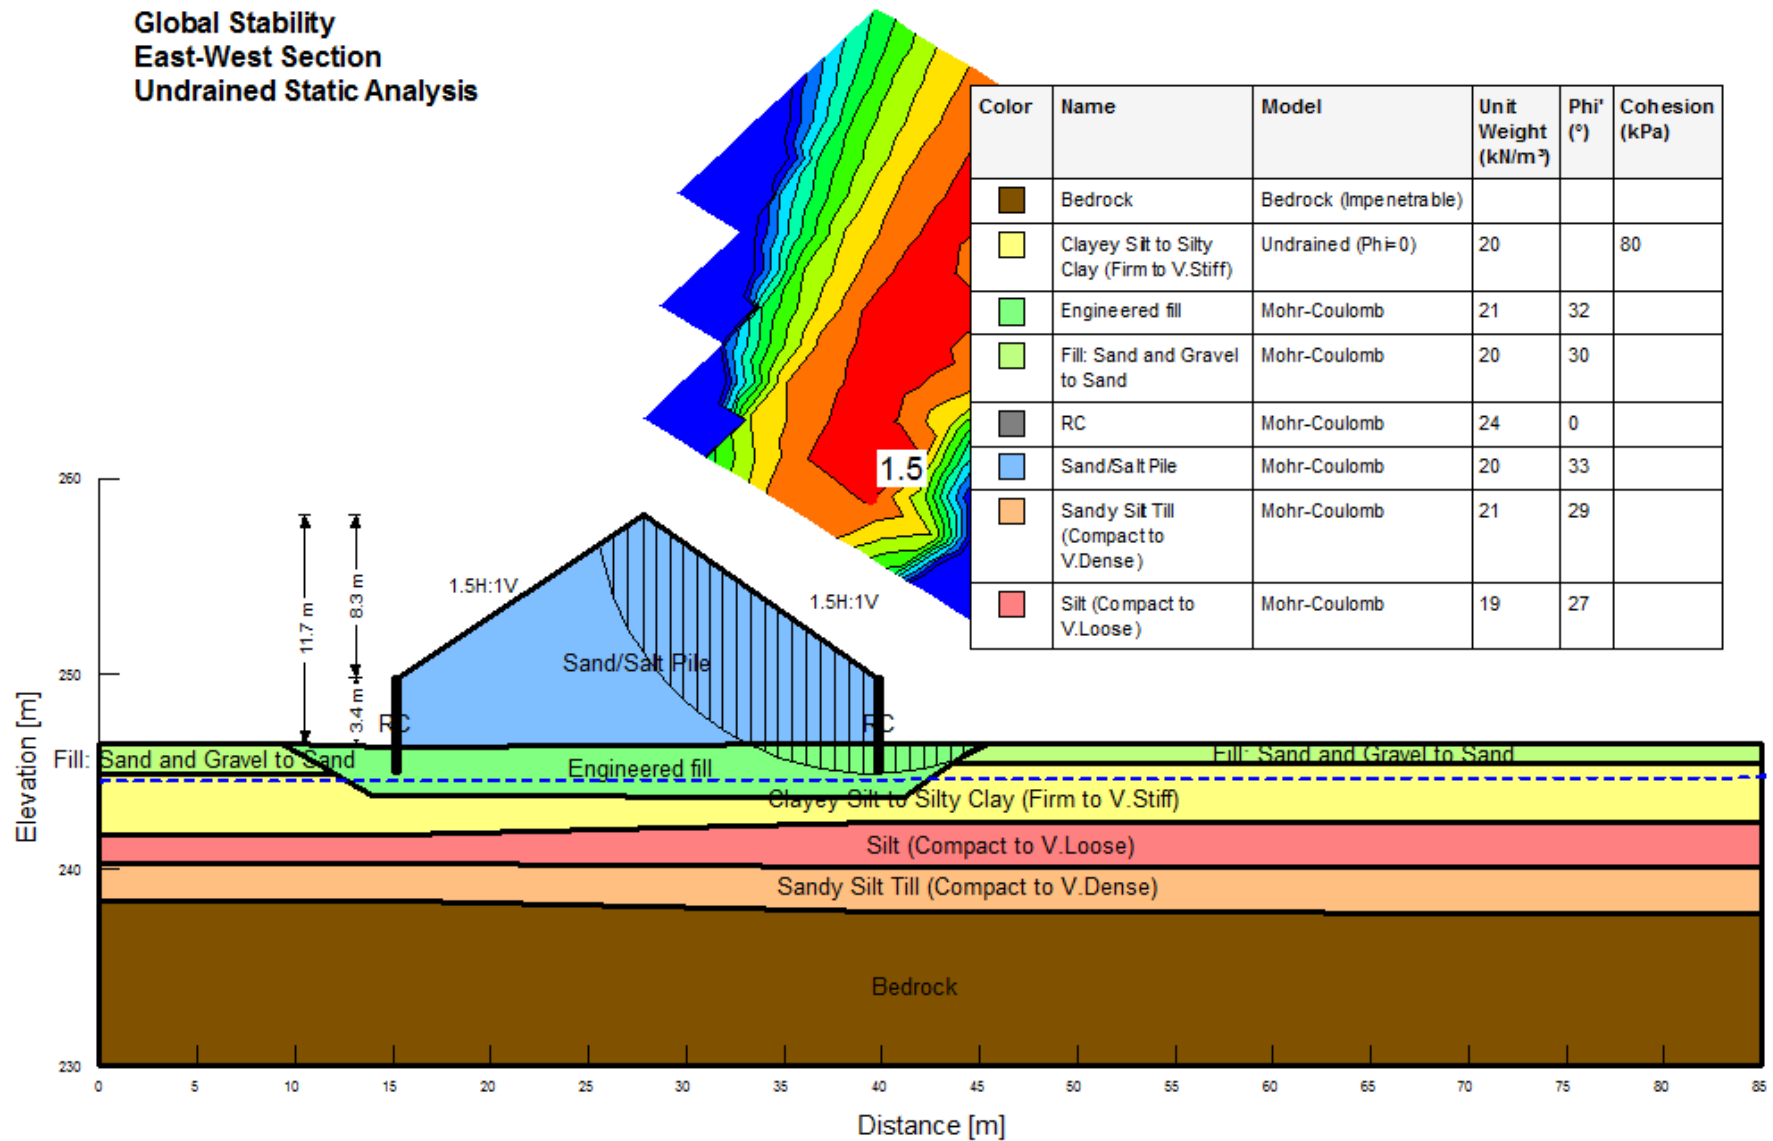 Global Stability
East-West Section
Undrained Static Analysis
Color Name Model Unit Weight (kN/m³) Phi' (°) Cohesion (kPa)
Bedrock Bedrock (Impenetrable)
Clayey Silt to Silty Clay (Firm to V.Stiff) Undrained (Phi=0) 20 80
Engineered fill Mohr-Coulomb 21 32
Fill: Sand and Gravel to Sand Mohr-Coulomb 20 30
RC Mohr-Coulomb 24 0
Sand/Salt Pile Mohr-Coulomb 20 33
Sandy Silt Till (Compact to V.Dense) Mohr-Coulomb 21 29
Silt (Compact to V.Loose) Mohr-Coulomb 19 27
1.5
260
250
240
230
Elevation [m]
11.7 m
8.3 m
3.4 m
1.5H:1V
1.5H:1V
Sand/Salt Pile
RC
RC
Fill: Sand and Gravel to Sand
Fill: Sand and Gravel to Sand
Engineered fill
Clayey Silt to Silty Clay (Firm to V.Stiff)
Silt (Compact to V.Loose)
Sandy Silt Till (Compact to V.Dense)
Bedrock
0 5 10 15 20 25 30 35 40 45 50 55 60 65 70 75 80 85
Distance [m]